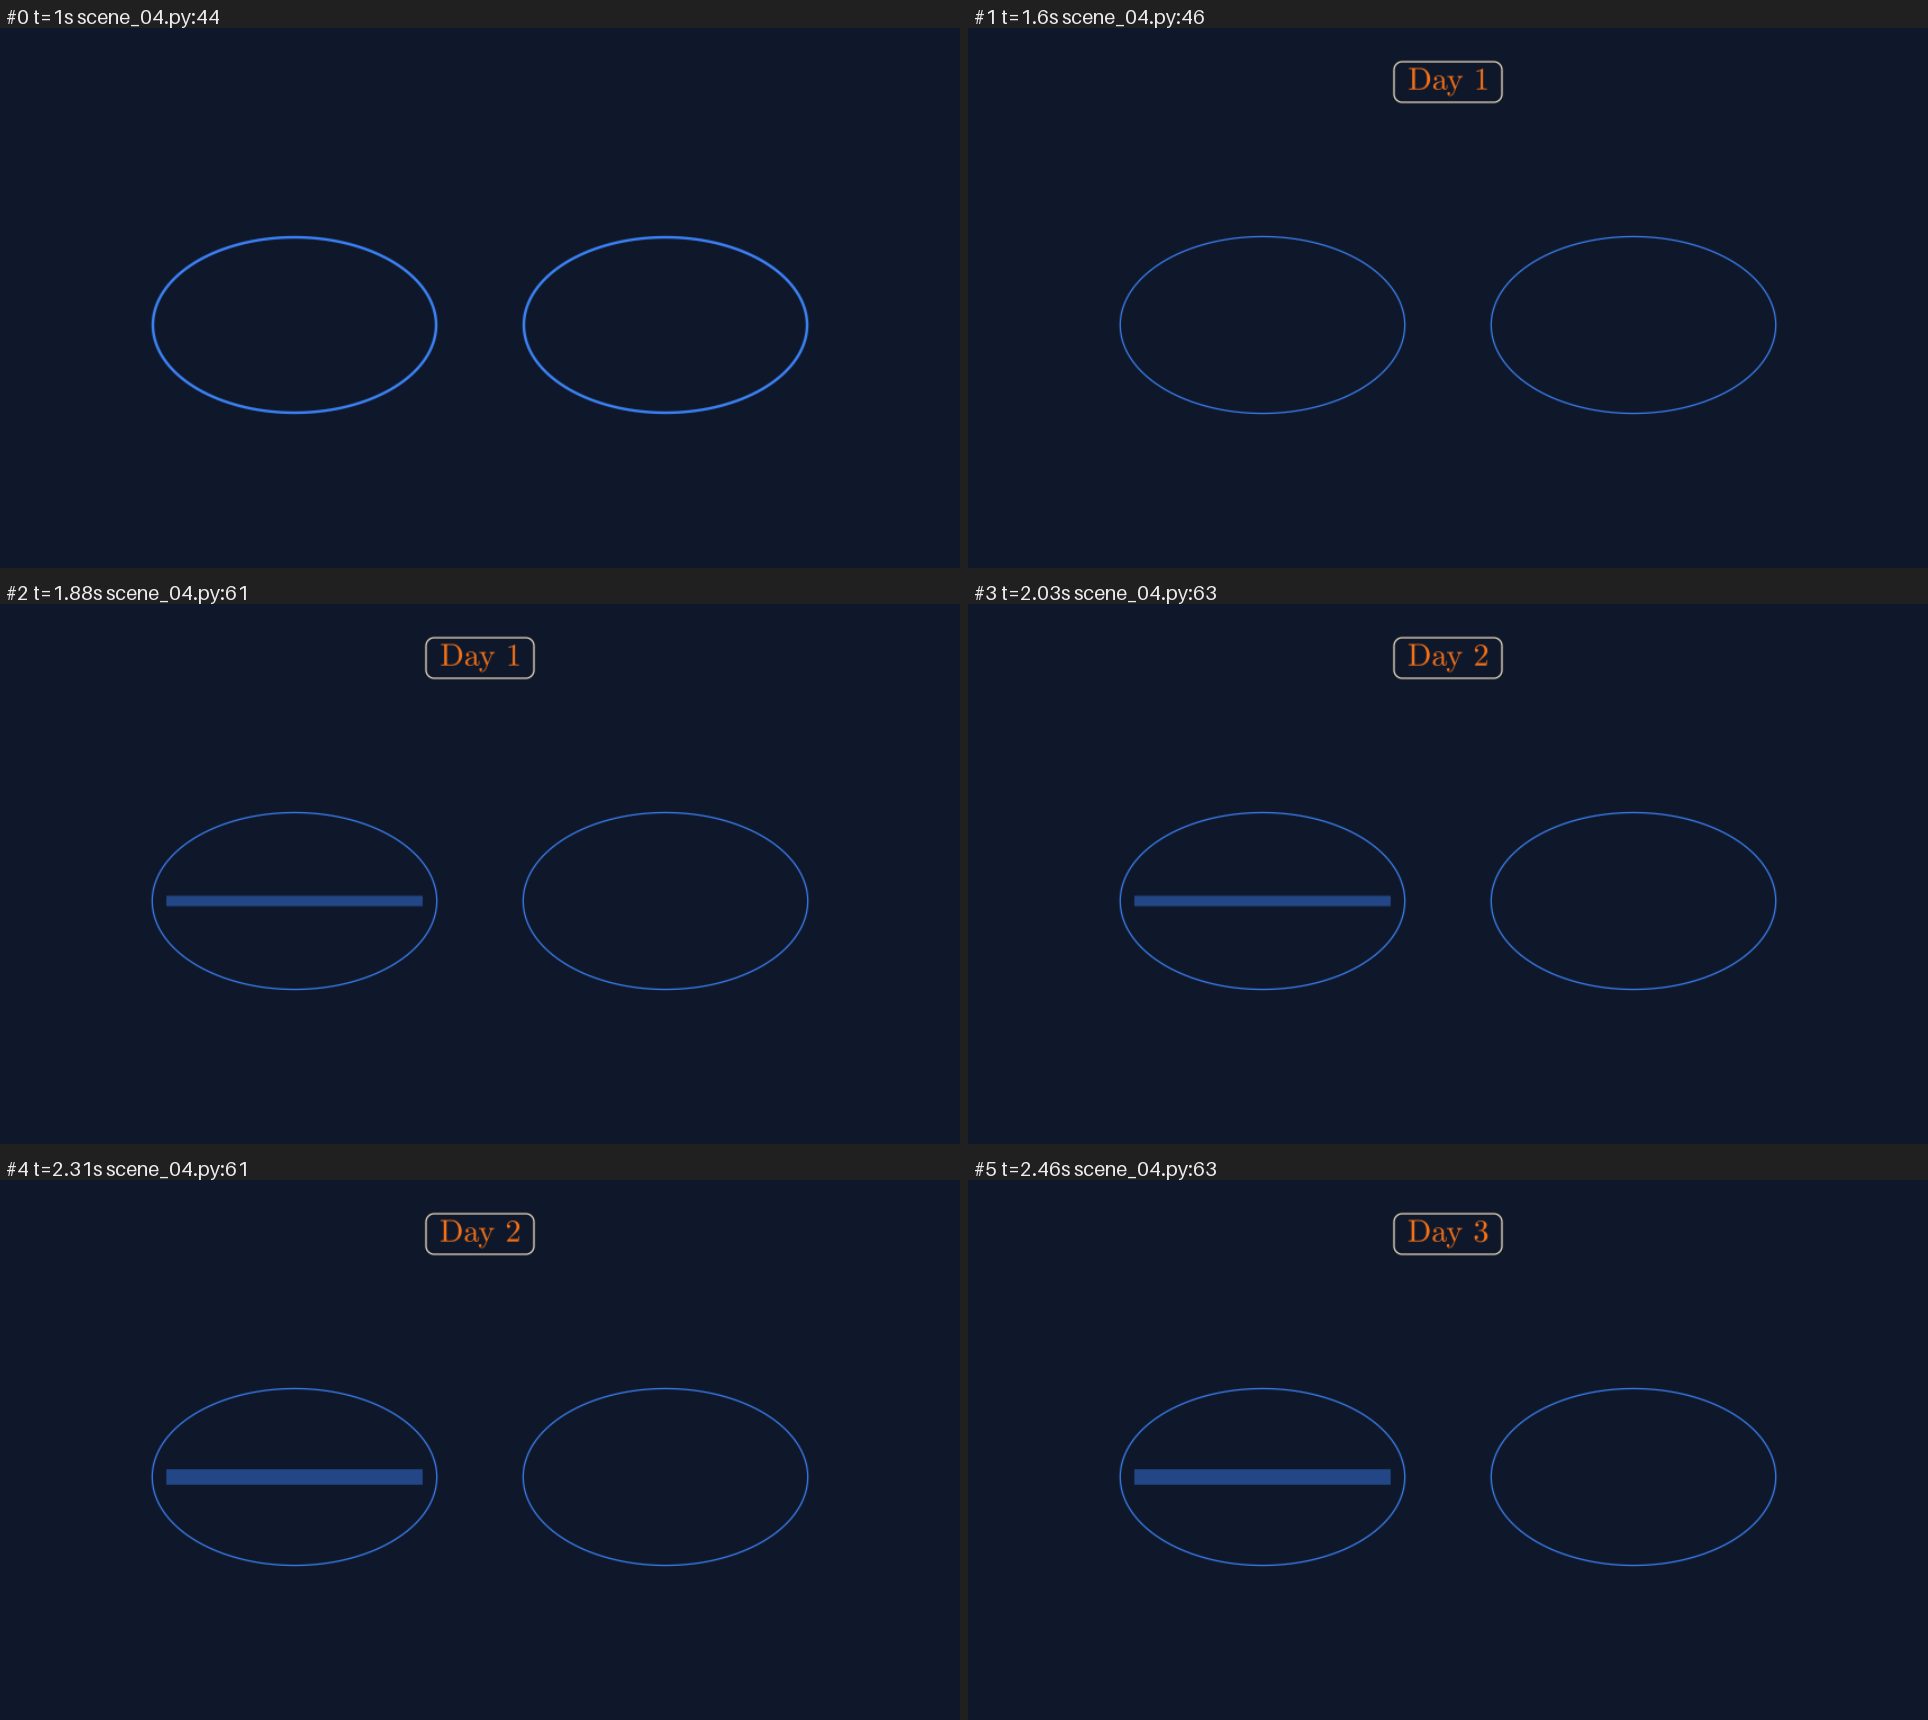 #0 t=1s scene_04.py:44
#1 t=1.6s scene_04.py:46
Day 1
#2 t=1.88s scene_04.py:61
#3 t=2.03s scene_04.py:63
Day 1
Day 2
#4 t=2.31s scene_04.py:61
#5 t=2.46s scene_04.py:63
Day 2
Day 3